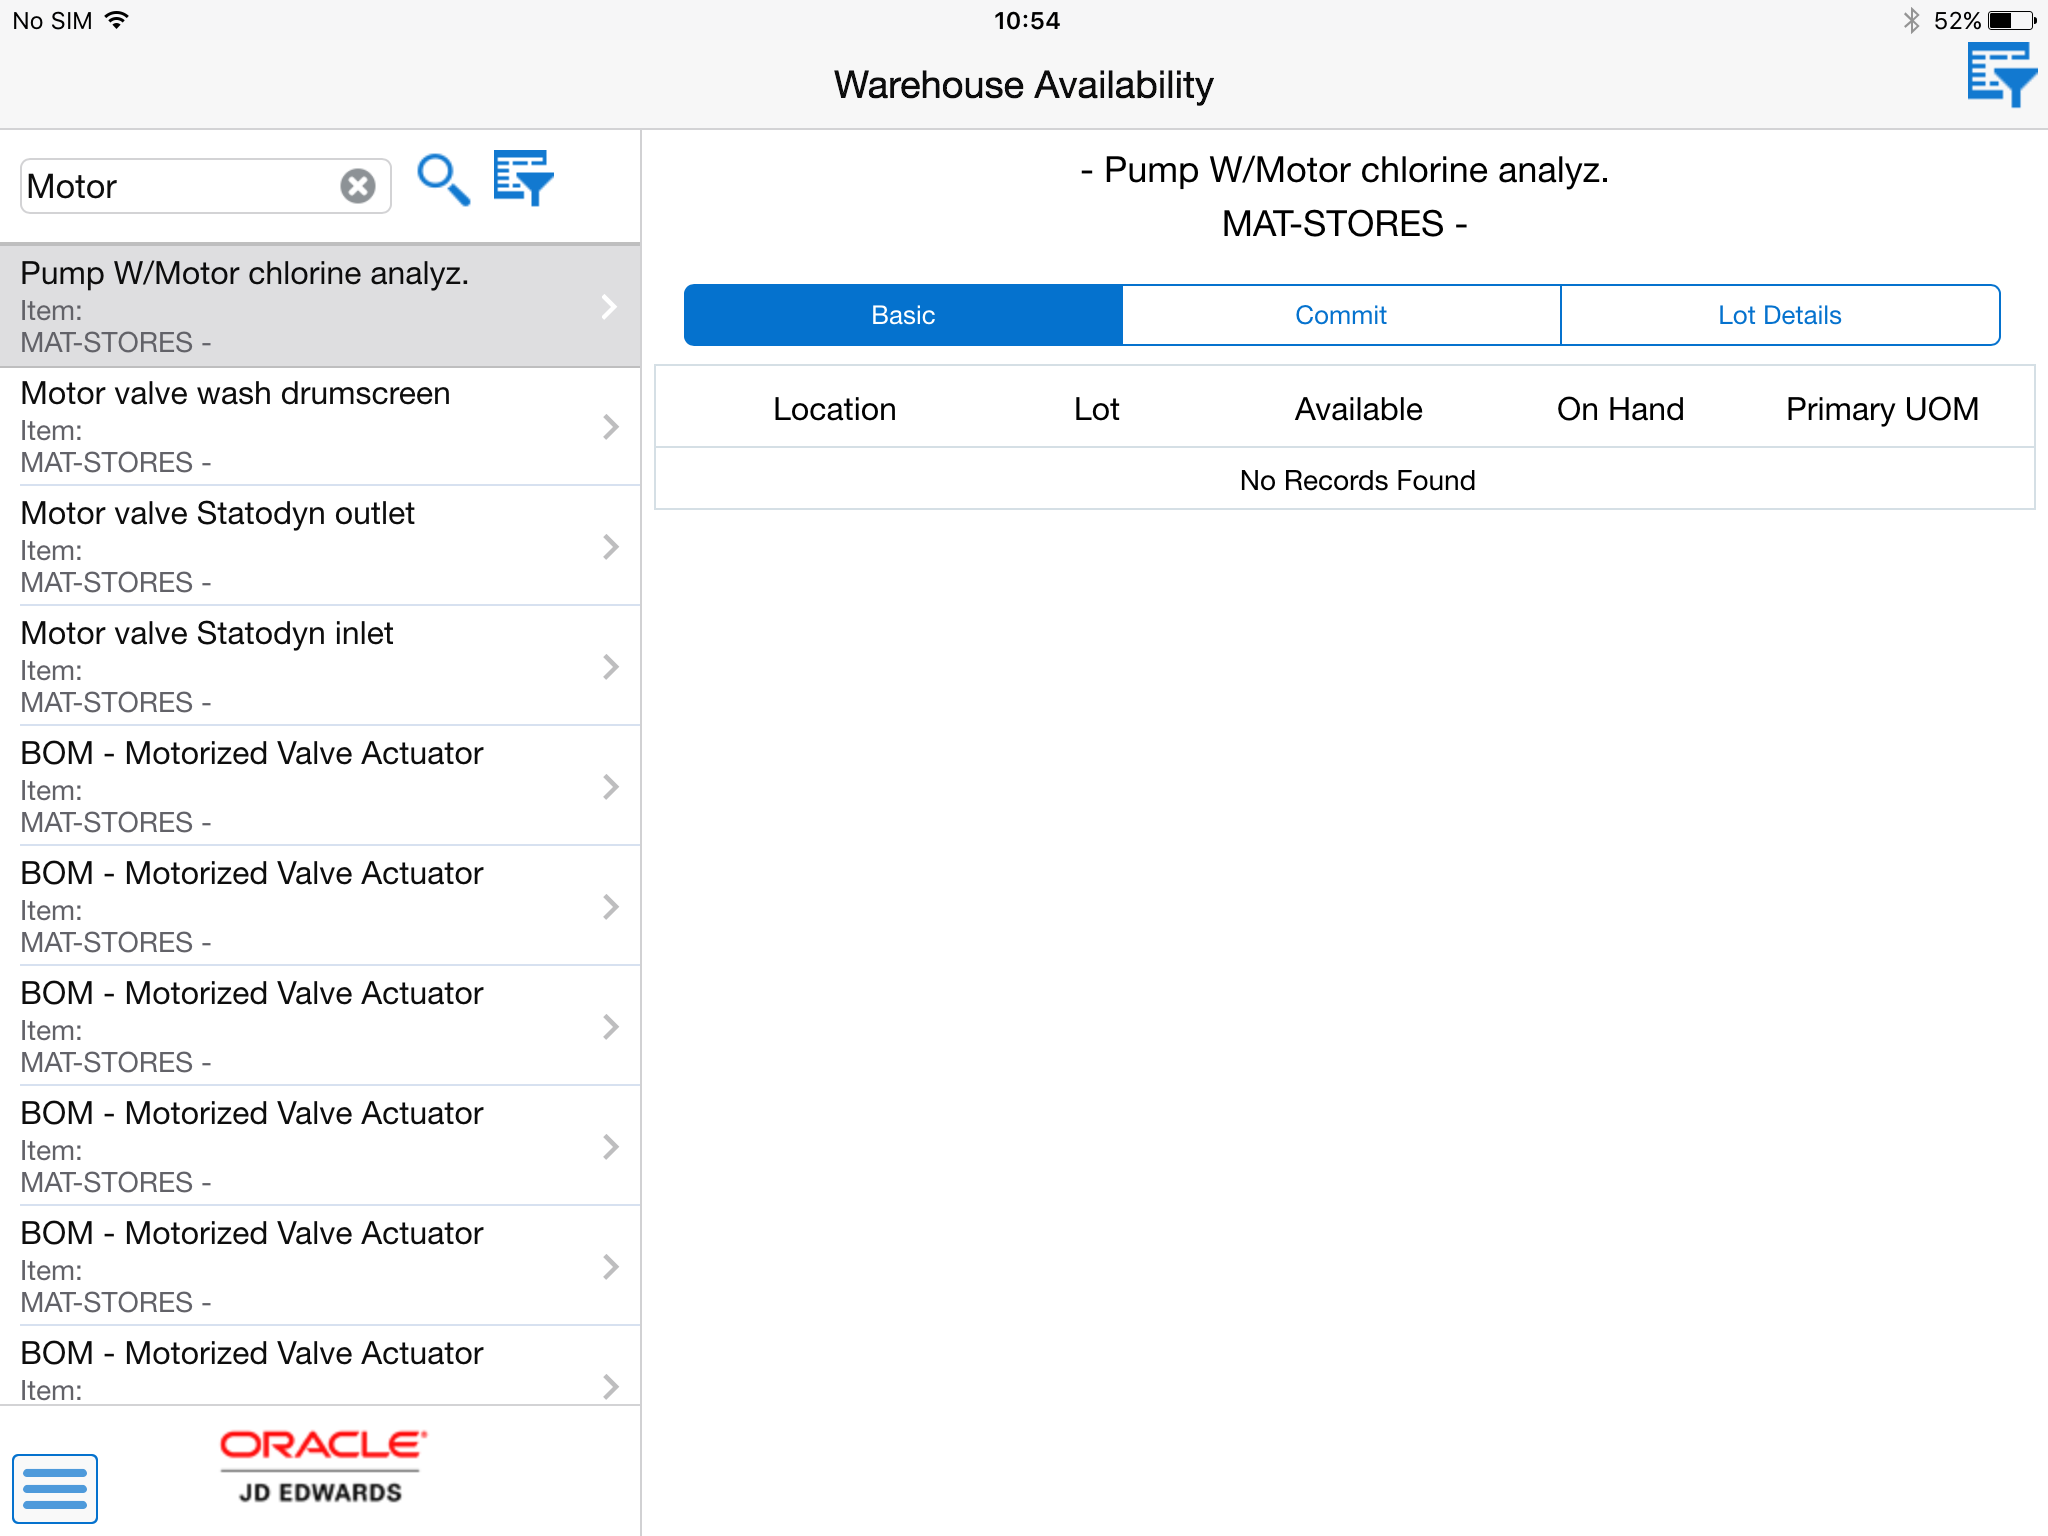 No SIM 10:54 52%
Warehouse Availability
Motor
Pump W/Motor chlorine analyz.
Item:
MAT-STORES -
Motor valve wash drumscreen
Item:
MAT-STORES -
Motor valve Statodyn outlet
Item:
MAT-STORES -
Motor valve Statodyn inlet
Item:
MAT-STORES -
BOM - Motorized Valve Actuator
Item:
MAT-STORES -
BOM - Motorized Valve Actuator
Item:
MAT-STORES -
BOM - Motorized Valve Actuator
Item:
MAT-STORES -
BOM - Motorized Valve Actuator
Item:
MAT-STORES -
BOM - Motorized Valve Actuator
Item:
MAT-STORES -
BOM - Motorized Valve Actuator
Item:
ORACLE
JD EDWARDS
- Pump W/Motor chlorine analyz.
MAT-STORES -
Basic Commit Lot Details
Location Lot Available On Hand Primary UOM
No Records Found